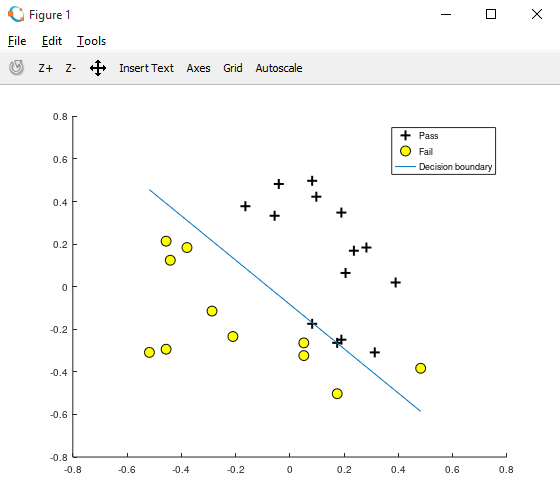 Figure 1
File Edit Tools
Z+ Z- Insert Text Axes Grid Autoscale
0.8
0.6
0.4
0.2
0
-0.2
-0.4
-0.6
-0.8
-0.8 -0.6 -0.4 -0.2 0 0.2 0.4 0.6 0.8
Pass
Fail
Decision boundary